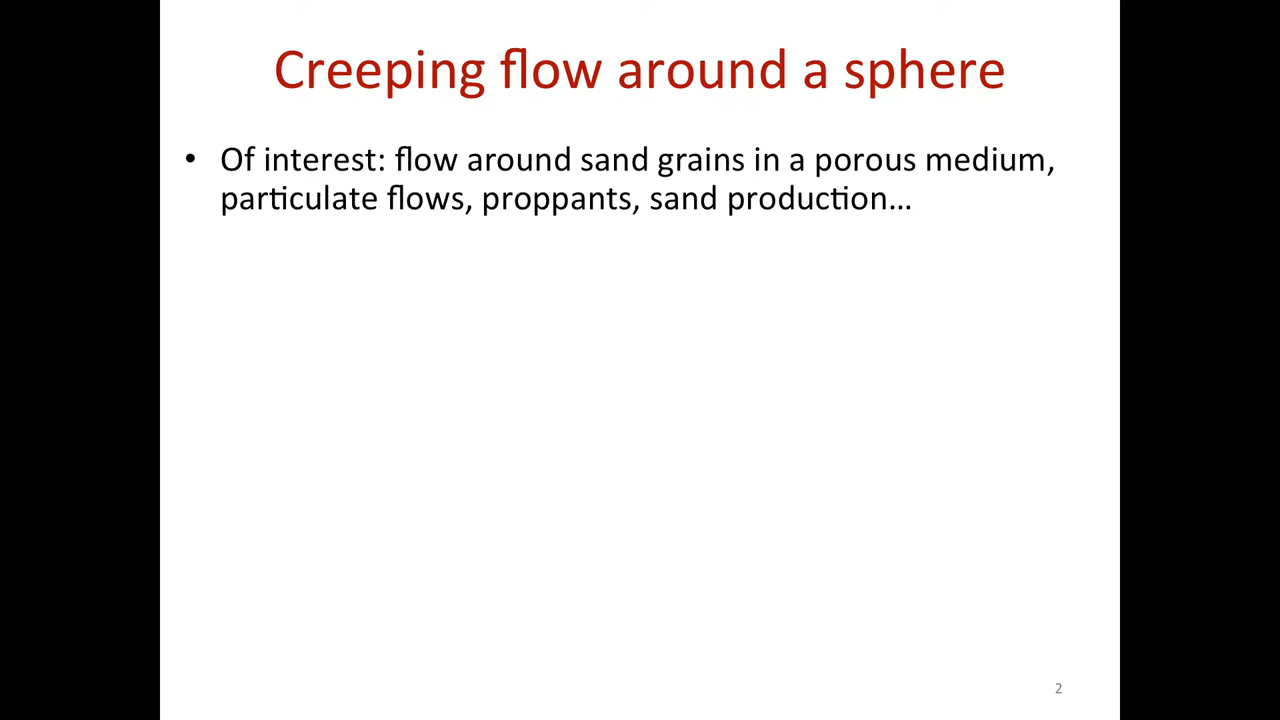 Creeping flow around a sphere
• Of interest: flow around sand grains in a porous medium,
particulate flows, proppants, sand production…
2